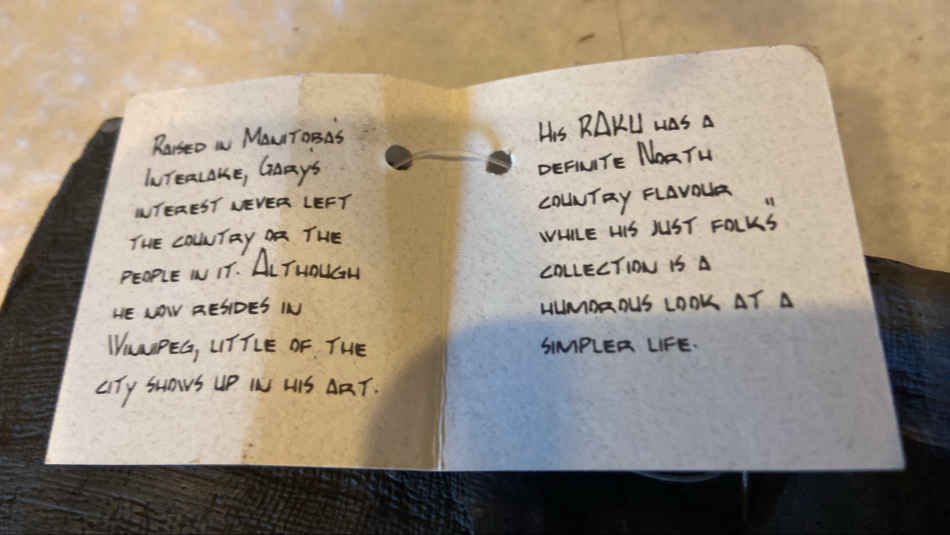 Raised in Manitoba's
Interlake, Gary's
interest never left
the country or the
people in it. Although
he now resides in
Winnipeg, little of the
city shows up in his art.
His RAKU has a
definite North
country flavour
while his just folks"
collection is a
humorous look at a
simpler life.